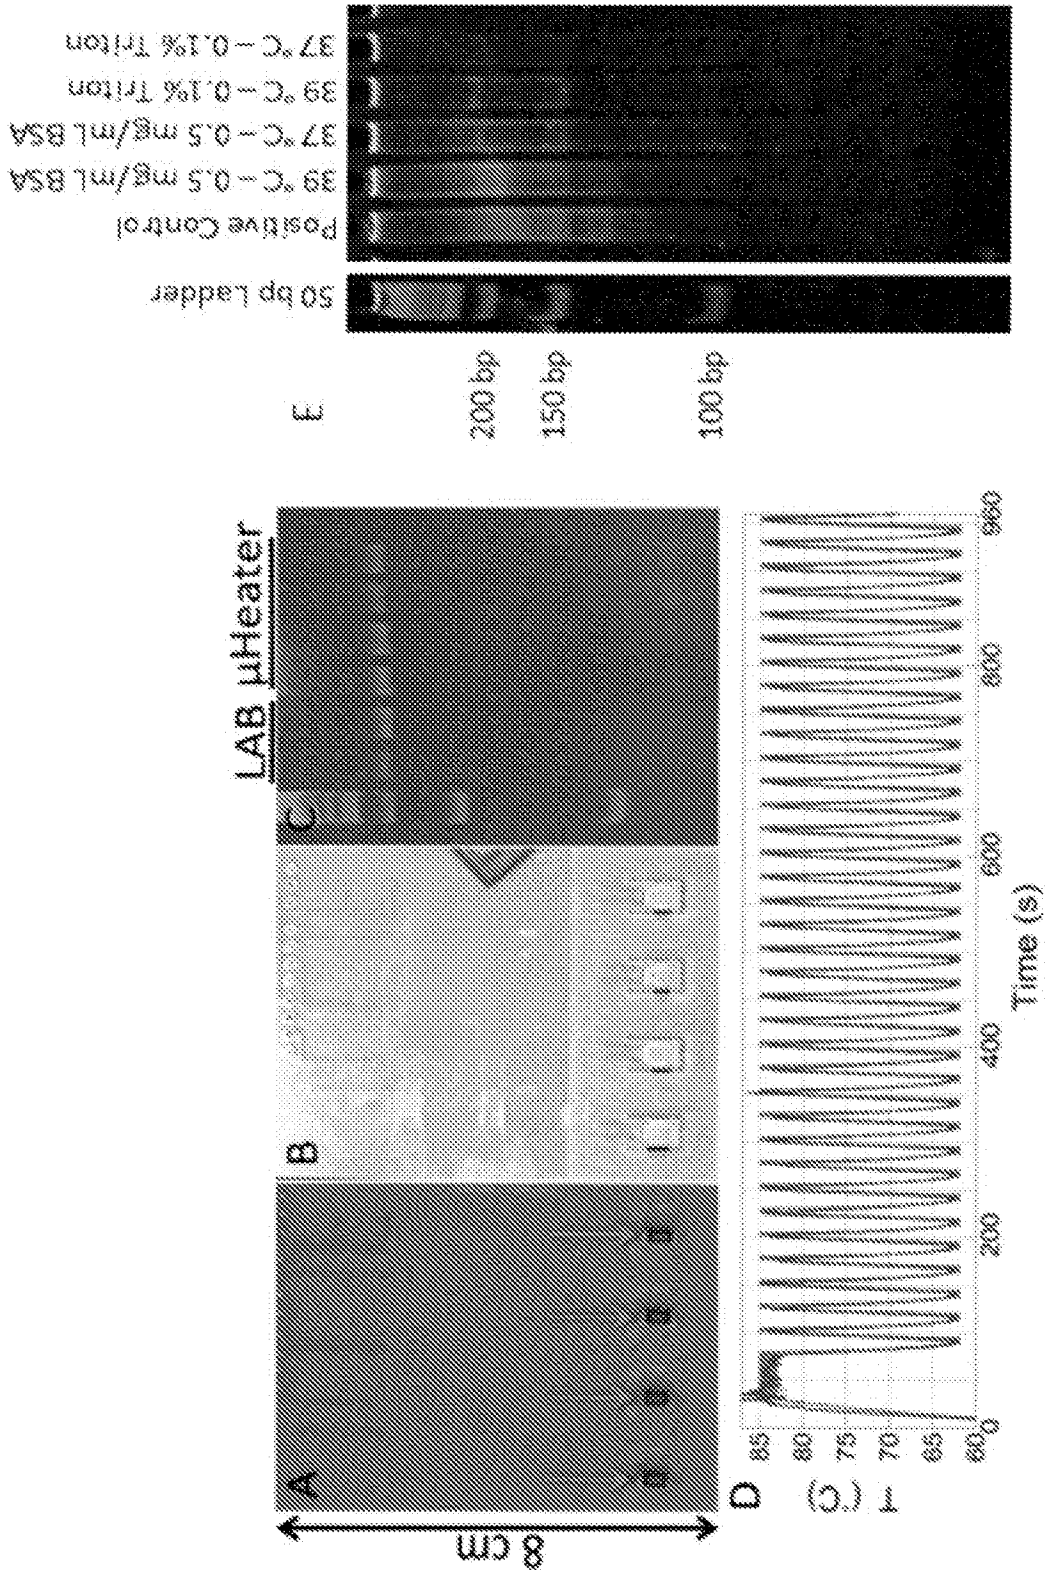 A
B
C
LAB μHeater
8 cm
D
T (°C)
85
80
75
70
65
60
0
200
400
600
800
960
Time (s)
E
50 bp Ladder
Positive Control
39 °C – 0.5 mg/mL BSA
37 °C – 0.5 mg/mL BSA
39 °C – 0.1% Triton
37 °C – 0.1% Triton
200 bp
150 bp
100 bp